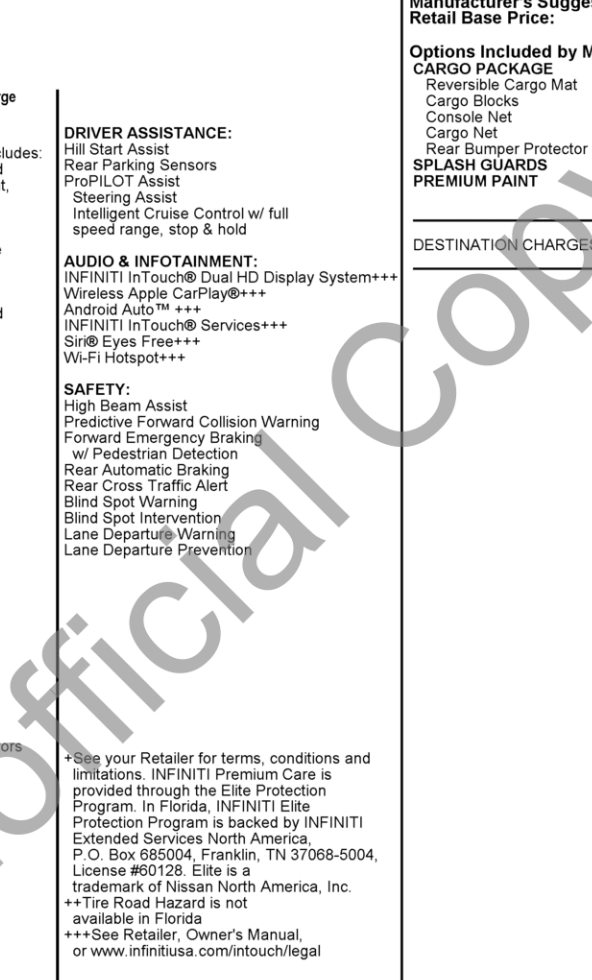 DRIVER ASSISTANCE:
Hill Start Assist
Rear Parking Sensors
ProPILOT Assist
Steering Assist
Intelligent Cruise Control w/ full
speed range, stop & hold
AUDIO & INFOTAINMENT:
INFINITI InTouch® Dual HD Display System+++
Wireless Apple CarPlay®+++
Android Auto™ +++
INFINITI InTouch® Services+++
Siri® Eyes Free+++
Wi-Fi Hotspot+++
SAFETY:
High Beam Assist
Predictive Forward Collision Warning
Forward Emergency Braking
w/ Pedestrian Detection
Rear Automatic Braking
Rear Cross Traffic Alert
Blind Spot Warning
Blind Spot Intervention
Lane Departure Warning
Lane Departure Prevention
+See your Retailer for terms, conditions and
limitations. INFINITI Premium Care is
provided through the Elite Protection
Program. In Florida, INFINITI Elite
Protection Program is backed by INFINITI
Extended Services North America,
P.O. Box 685004, Franklin, TN 37068-5004,
License #60128. Elite is a
trademark of Nissan North America, Inc.
++Tire Road Hazard is not
available in Florida
+++See Retailer, Owner's Manual,
or www.infinitiusa.com/intouch/legal
Manufacturer's
Retail Base Price:
Options Included by
CARGO PACKAGE
Reversible Cargo Mat
Cargo Blocks
Console Net
Cargo Net
Rear Bumper Protector
SPLASH GUARDS
PREMIUM PAINT
DESTINATION CHARGES